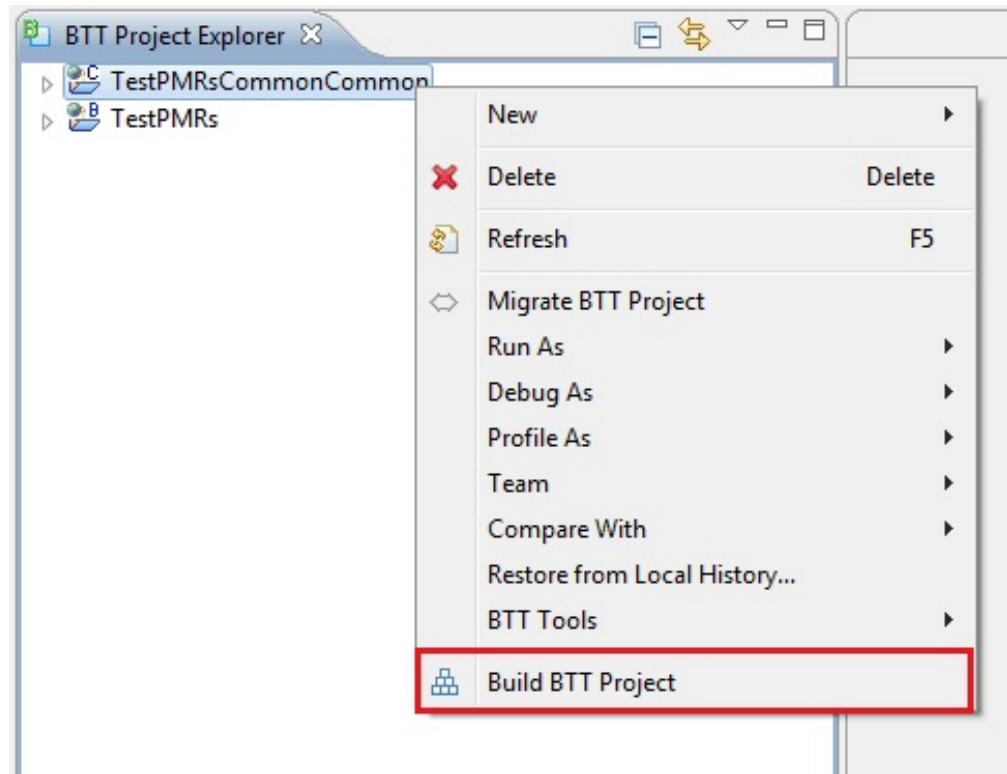 BTT Project Explorer
TestPMRsCommonCommon
TestPMRs
New
Delete Delete
Refresh F5
Migrate BTT Project
Run As
Debug As
Profile As
Team
Compare With
Restore from Local History...
BTT Tools
Build BTT Project